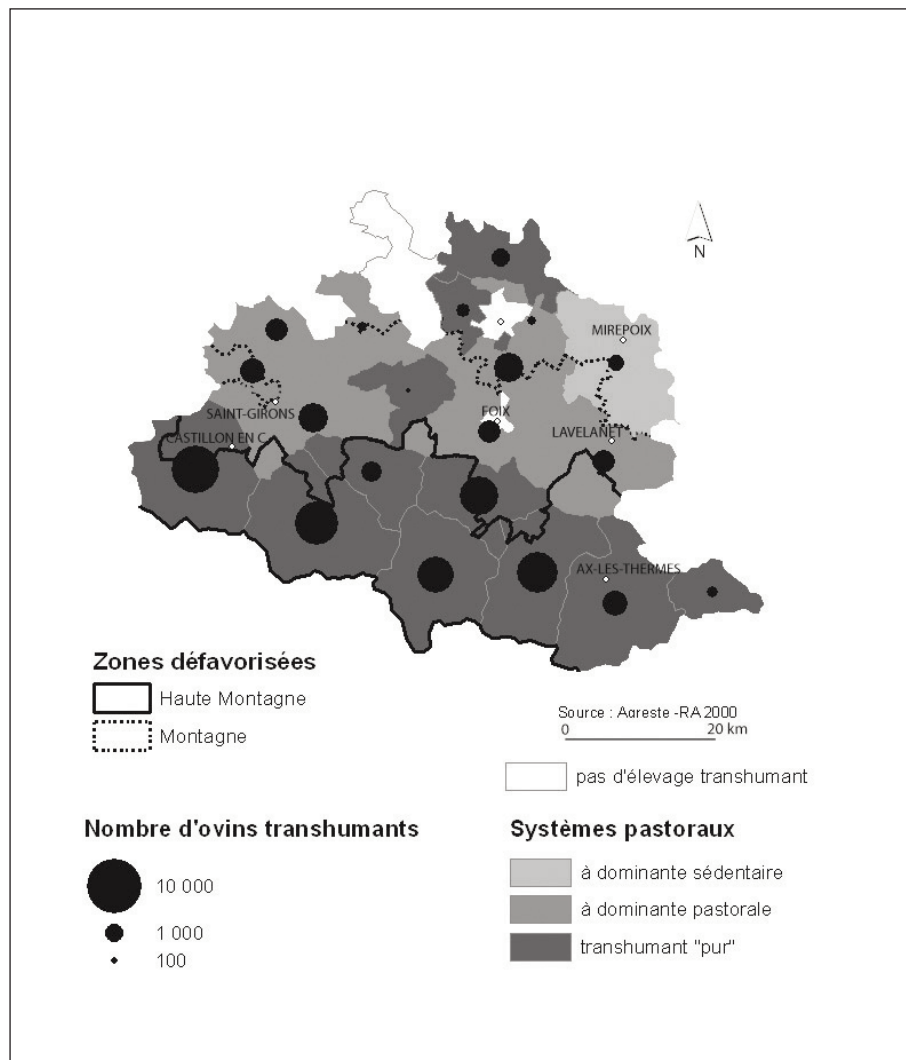 N
MIREPOIX
SAINT-GIRONS
FOIX
CASTILLON EN C.
LAVELANET
AX-LES-THERMES
Zones défavorisées
Haute Montagne
Montagne
Source : Agreste -RA 2000
0 20 km
pas d'élevage transhumant
Nombre d'ovins transhumants
10 000
1 000
100
Systèmes pastoraux
à dominante sédentaire
à dominante pastorale
transhumant "pur"